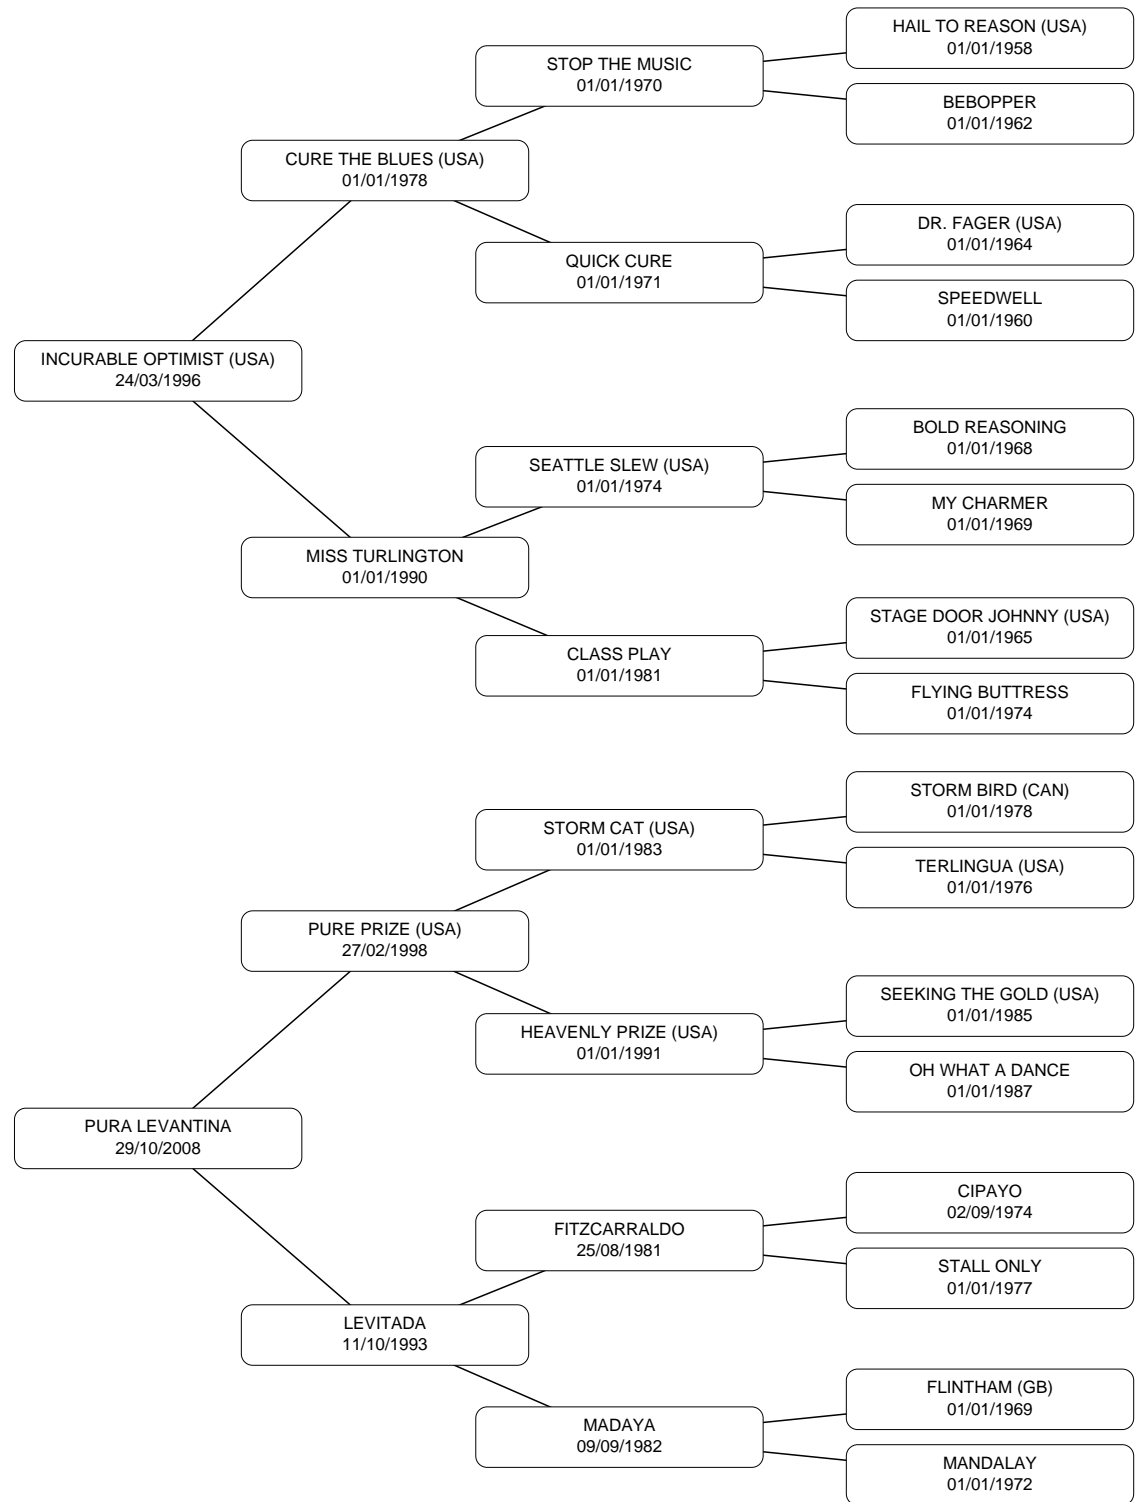 HAIL TO REASON (USA)
01/01/1958
STOP THE MUSIC
01/01/1970
BEBOPPER
01/01/1962
CURE THE BLUES (USA)
01/01/1978
DR. FAGER (USA)
01/01/1964
QUICK CURE
01/01/1971
SPEEDWELL
01/01/1960
INCURABLE OPTIMIST (USA)
24/03/1996
BOLD REASONING
01/01/1968
SEATTLE SLEW (USA)
01/01/1974
MY CHARMER
01/01/1969
MISS TURLINGTON
01/01/1990
STAGE DOOR JOHNNY (USA)
01/01/1965
CLASS PLAY
01/01/1981
FLYING BUTTRESS
01/01/1974
STORM BIRD (CAN)
01/01/1978
STORM CAT (USA)
01/01/1983
TERLINGUA (USA)
01/01/1976
PURE PRIZE (USA)
27/02/1998
SEEKING THE GOLD (USA)
01/01/1985
HEAVENLY PRIZE (USA)
01/01/1991
OH WHAT A DANCE
01/01/1987
PURA LEVANTINA
29/10/2008
CIPAYO
02/09/1974
FITZCARRALDO
25/08/1981
STALL ONLY
01/01/1977
LEVITADA
11/10/1993
FLINTHAM (GB)
01/01/1969
MADAYA
09/09/1982
MANDALAY
01/01/1972